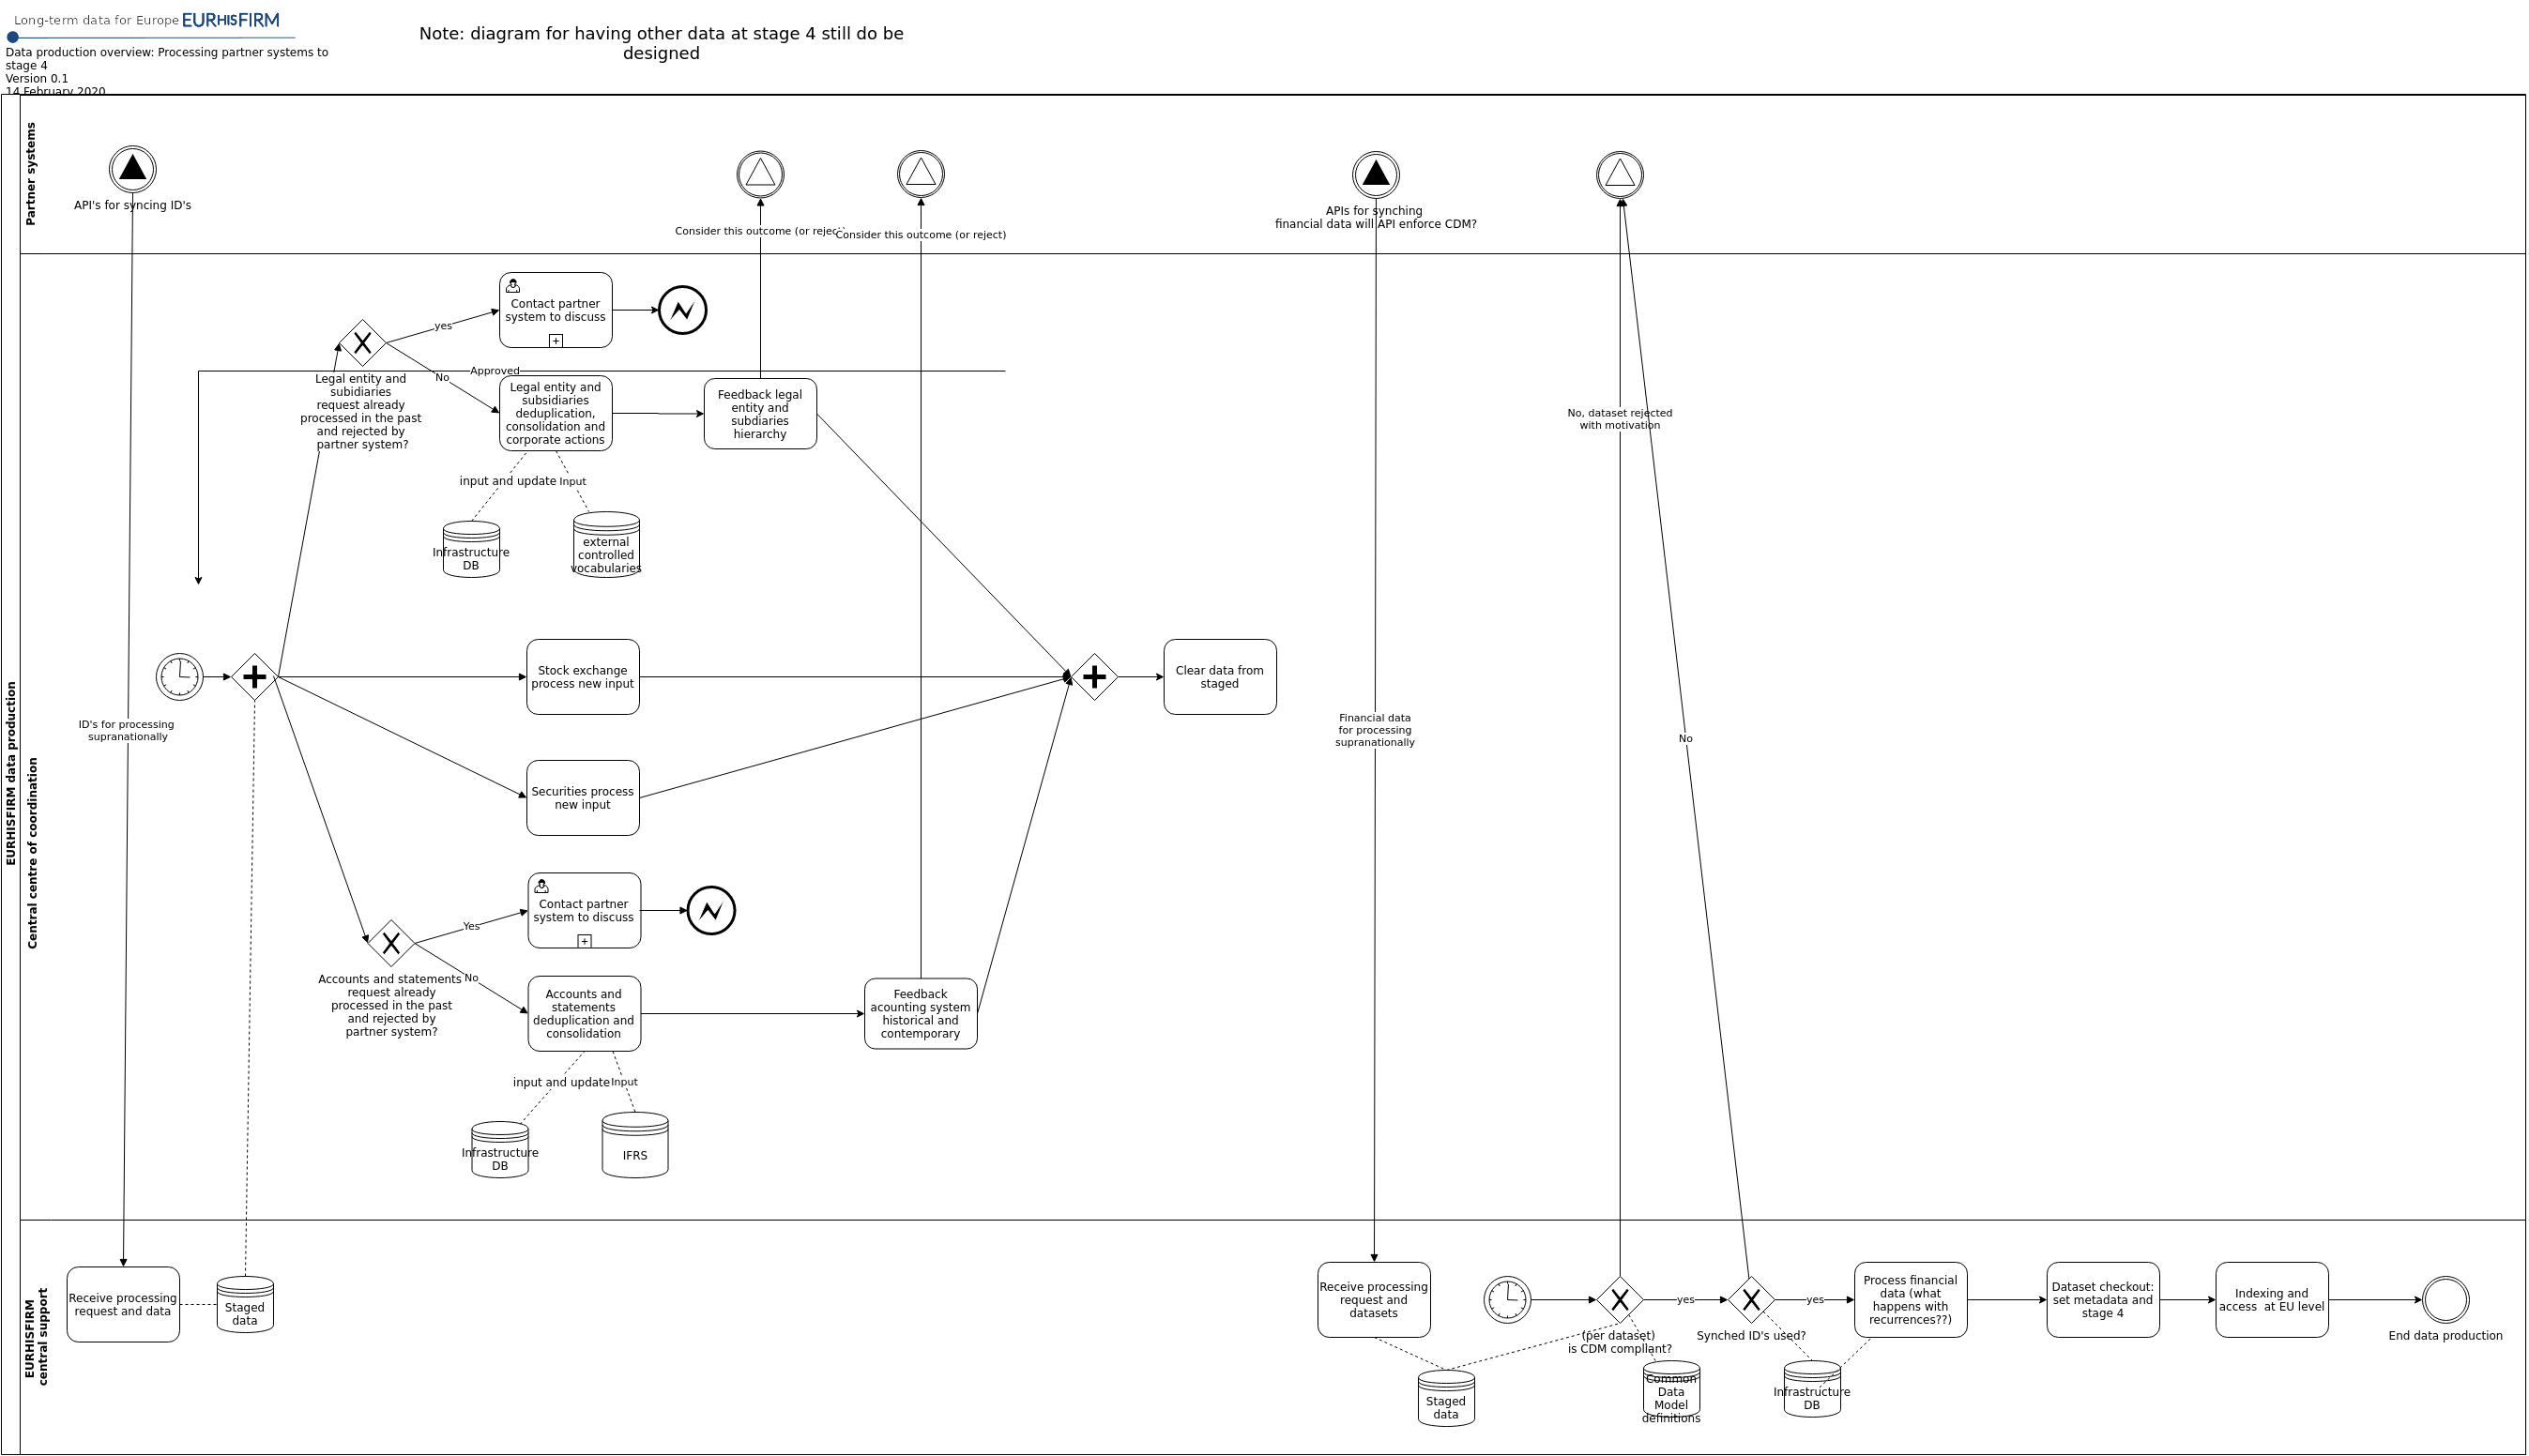 Long-term data for Europe EURHISFIRM
Data production overview: Processing partner systems to
stage 4
Version 0.1
14 February 2020
Note: diagram for having other data at stage 4 still do be
designed
EURHISFIRM data production
Partner systems
API's for syncing ID's
Consider this outcome (or reject)
Consider this outcome (or reject)
APIs for synching
financial data will API enforce CDM?
Central centre of coordination
Contact partner
system to discuss
yes
No
Approved
Legal entity and
subidiaries
request already
processed in the past
and rejected by
partner system?
Legal entity and
subsidiaries
deduplication,
consolidation and
corporate actions
Feedback legal
entity and
subdiaries
hierarchy
No, dataset rejected
with motivation
input and update
Input
Infrastructure
DB
external
controlled
vocabularies
Stock exchange
process new input
Clear data from
staged
ID's for processing
supranationally
Financial data
for processing
supranationally
No
Securities process
new input
Contact partner
system to discuss
Yes
No
Accounts and statements
request already
processed in the past
and rejected by
partner system?
Accounts and
statements
deduplication and
consolidation
Feedback
acounting system
historical and
contemporary
input and update
Input
Infrastructure
DB
IFRS
EURHISFIRM
central support
Receive processing
request and data
Staged
data
Receive processing
request and
datasets
Staged
data
(per dataset)
is CDM compliant?
yes
Common
Data
Model
definitions
Synched ID's used?
yes
Infrastructure
DB
Process financial
data (what
happens with
recurrences??)
Dataset checkout:
set metadata and
stage 4
Indexing and
access at EU level
End data production